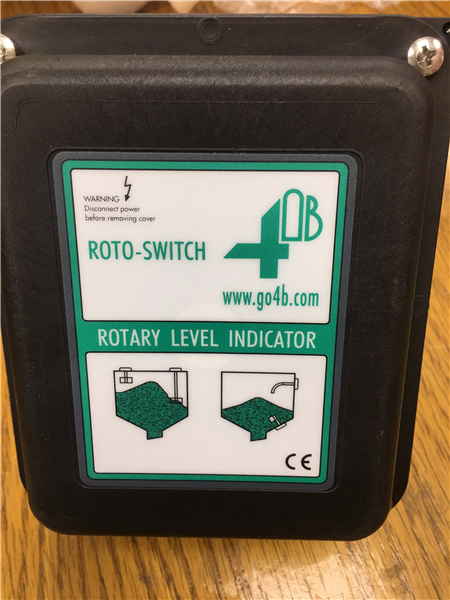 WARNING
Disconnect power
before removing cover
ROTO-SWITCH
4B
www.go4b.com
ROTARY LEVEL INDICATOR
CE